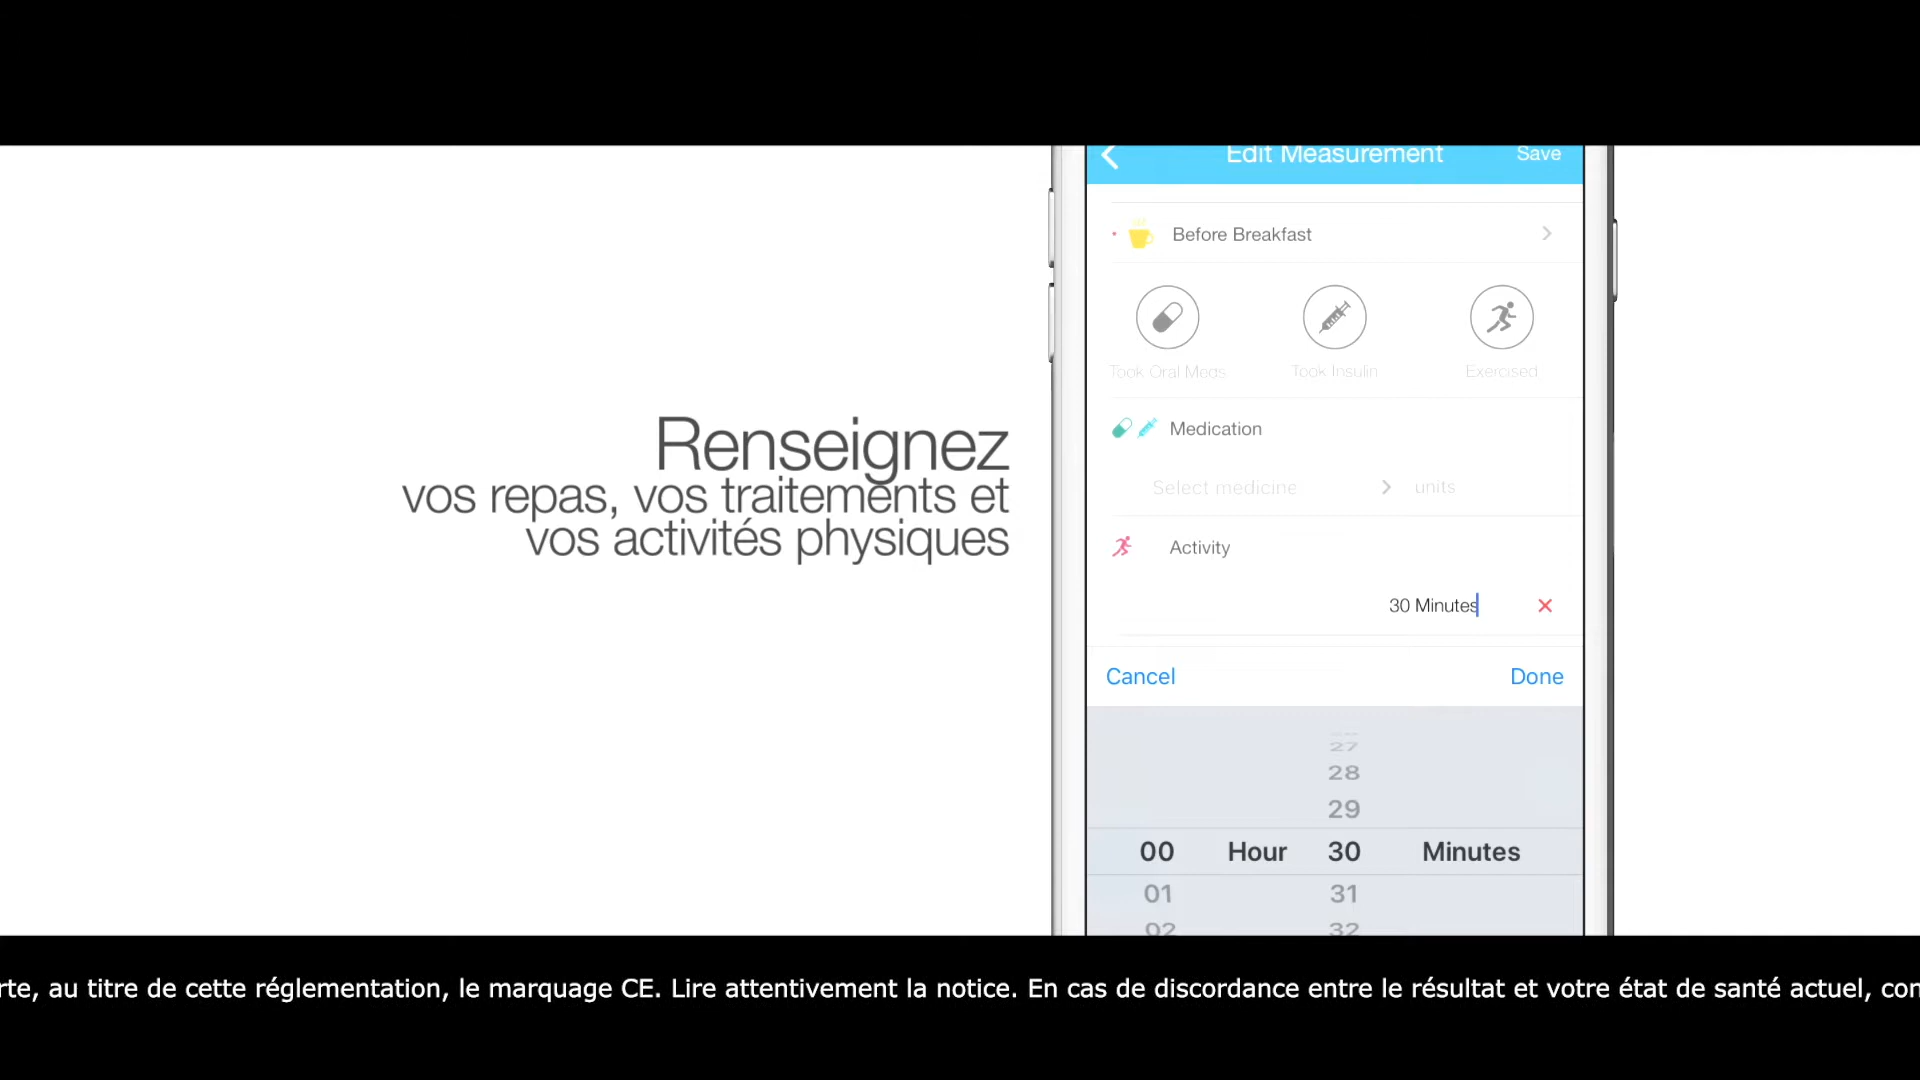 Edit Measurement Save
Before Breakfast
Took Oral Meds Took Insulin Exercised
Medication
Select medicine units
Activity
30 Minutes
Cancel Done
27
28
29
00 Hour 30 Minutes
01 31
02 32
Renseignez
vos repas, vos traitements et
vos activités physiques
rte, au titre de cette réglementation, le marquage CE. Lire attentivement la notice. En cas de discordance entre le résultat et votre état de santé actuel, con